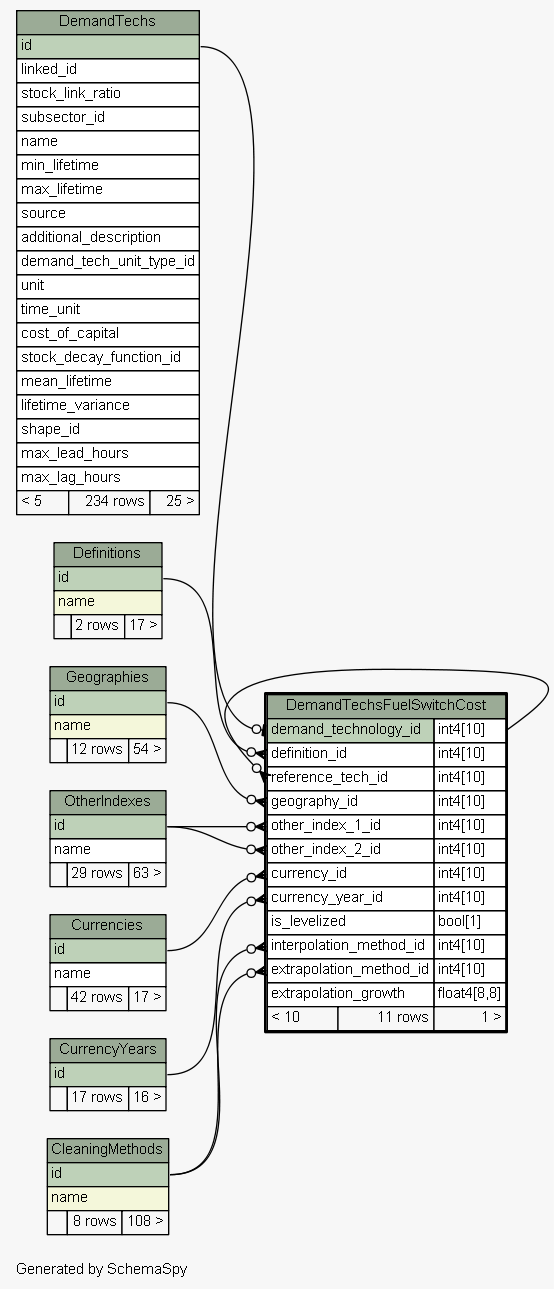 DemandTechs
id
linked_id
stock_link_ratio
subsector_id
name
min_lifetime
max_lifetime
source
additional_description
demand_tech_unit_type_id
unit
time_unit
cost_of_capital
stock_decay_function_id
mean_lifetime
lifetime_variance
shape_id
max_lead_hours
max_lag_hours
< 5 234 rows 25 >
Definitions
id
name
2 rows 17 >
Geographies
id
name
12 rows 54 >
OtherIndexes
id
name
29 rows 63 >
Currencies
id
name
42 rows 17 >
CurrencyYears
id
17 rows 16 >
CleaningMethods
id
name
8 rows 108 >
DemandTechsFuelSwitchCost
demand_technology_id int4[10]
definition_id int4[10]
reference_tech_id int4[10]
geography_id int4[10]
other_index_1_id int4[10]
other_index_2_id int4[10]
currency_id int4[10]
currency_year_id int4[10]
is_levelized bool[1]
interpolation_method_id int4[10]
extrapolation_method_id int4[10]
extrapolation_growth float4[8,8]
< 10 11 rows 1 >
Generated by SchemaSpy